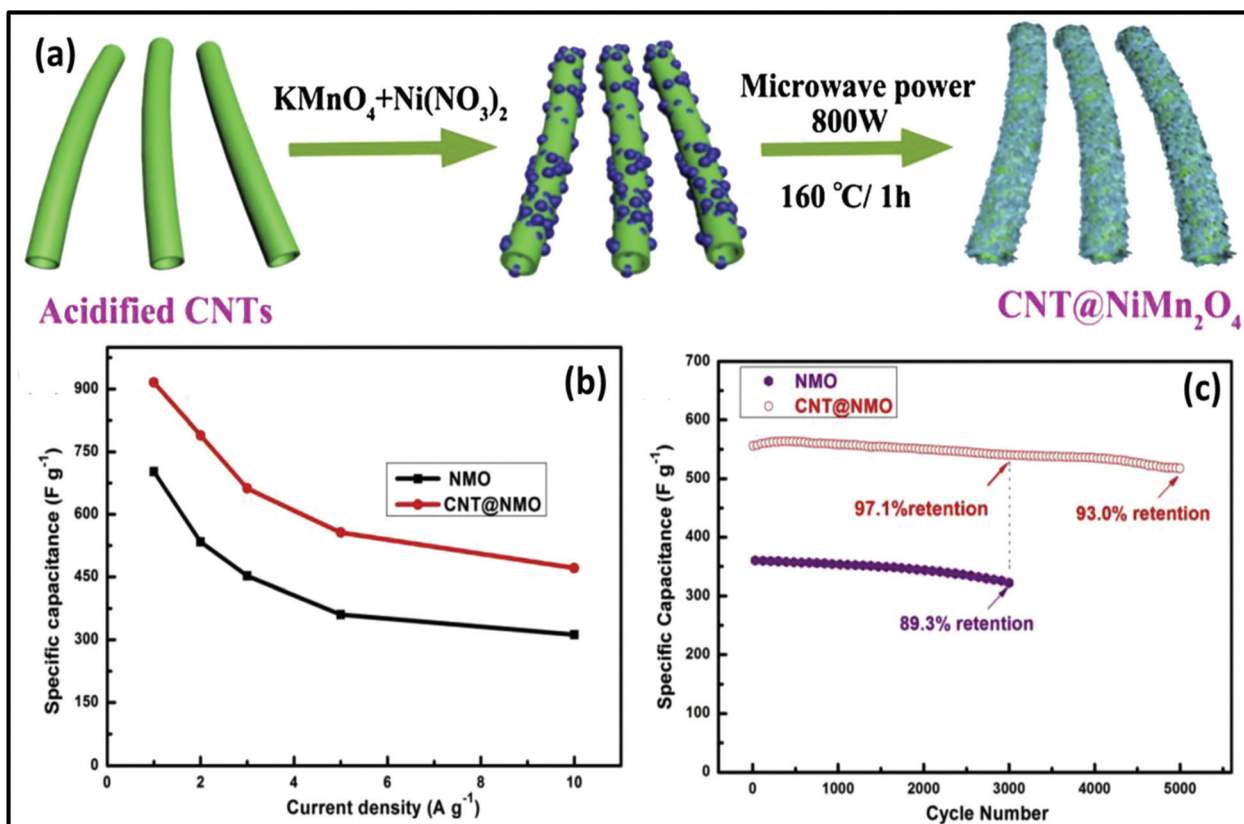 (a)
KMnO₄+Ni(NO₃)₂
Microwave power
800W
160 ℃/ 1h
Acidified CNTs
CNT@NiMn₂O₄
(b)
Specific capacitance (F g⁻¹)
900
750
600
450
300
150
0
NMO
CNT@NMO
0
2
4
6
8
10
Current density (A g⁻¹)
(c)
Specific Capacitance (F g⁻¹)
700
600
500
400
300
200
100
0
NMO
CNT@NMO
97.1%retention
93.0% retention
89.3% retention
0
1000
2000
3000
4000
5000
Cycle Number